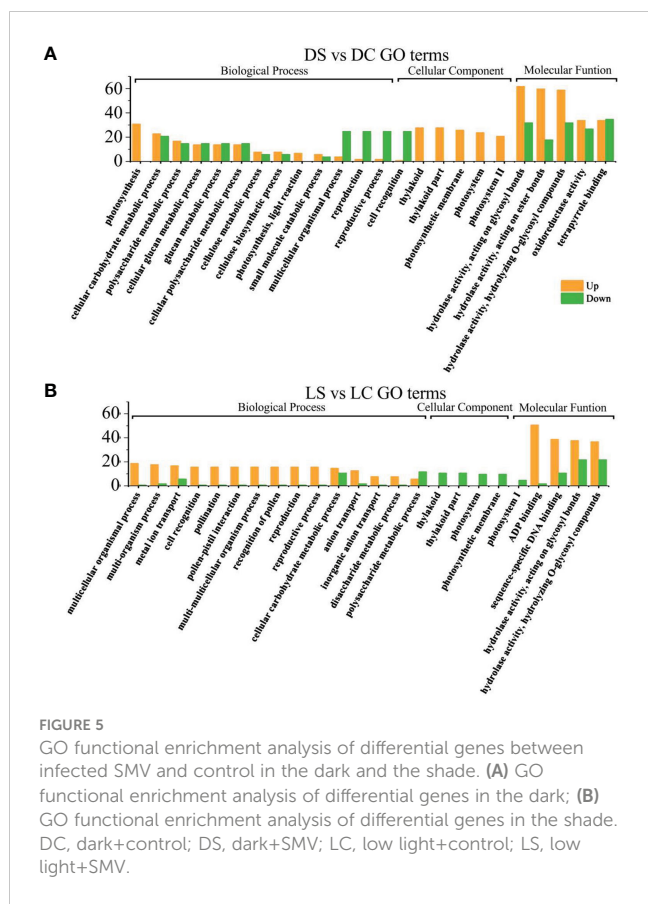 A
DS vs DC GO terms
Biological Process
Cellular Component
Molecular Funtion
60
40
20
0
photosynthesis
cellular carbohydrate metabolic process
polysaccharide metabolic process
cellular glucan metabolic process
glucan metabolic process
cellular polysaccharide metabolic process
cellulose metabolic process
cellulose biosynthetic process
photosynthesis, light reaction
small molecule catabolic process
multicellular organismal process
reproduction
reproductive process
cell recognition
thylakoid
thylakoid part
photosynthetic membrane
photosystem
photosystem II
hydrolase activity, acting on glycosyl bonds
hydrolase activity, acting on ester bonds
hydrolase activity, hydrolyzing O-glycosyl compounds
oxidoreductase activity
tetrapyrrole binding
Up
Down
B
LS vs LC GO terms
Biological Process
Cellular Component
Molecular Funtion
60
40
20
0
multicellular organismal process
multi-organism process
metal ion transport
cell recognition
pollination
pollen-pistil interaction
multi-multicellular organism process
recognition of pollen
reproduction
reproductive process
cellular carbohydrate metabolic process
anion transport
inorganic anion transport
disaccharide metabolic process
polysaccharide metabolic process
thylakoid
thylakoid part
photosystem
photosynthetic membrane
photosystem I
ADP binding
sequence-specific DNA binding
hydrolase activity, acting on glycosyl bonds
hydrolase activity, hydrolyzing O-glycosyl compounds
FIGURE 5
GO functional enrichment analysis of differential genes between
infected SMV and control in the dark and the shade. (A) GO
functional enrichment analysis of differential genes in the dark; (B)
GO functional enrichment analysis of differential genes in the shade.
DC, dark+control; DS, dark+SMV; LC, low light+control; LS, low
light+SMV.